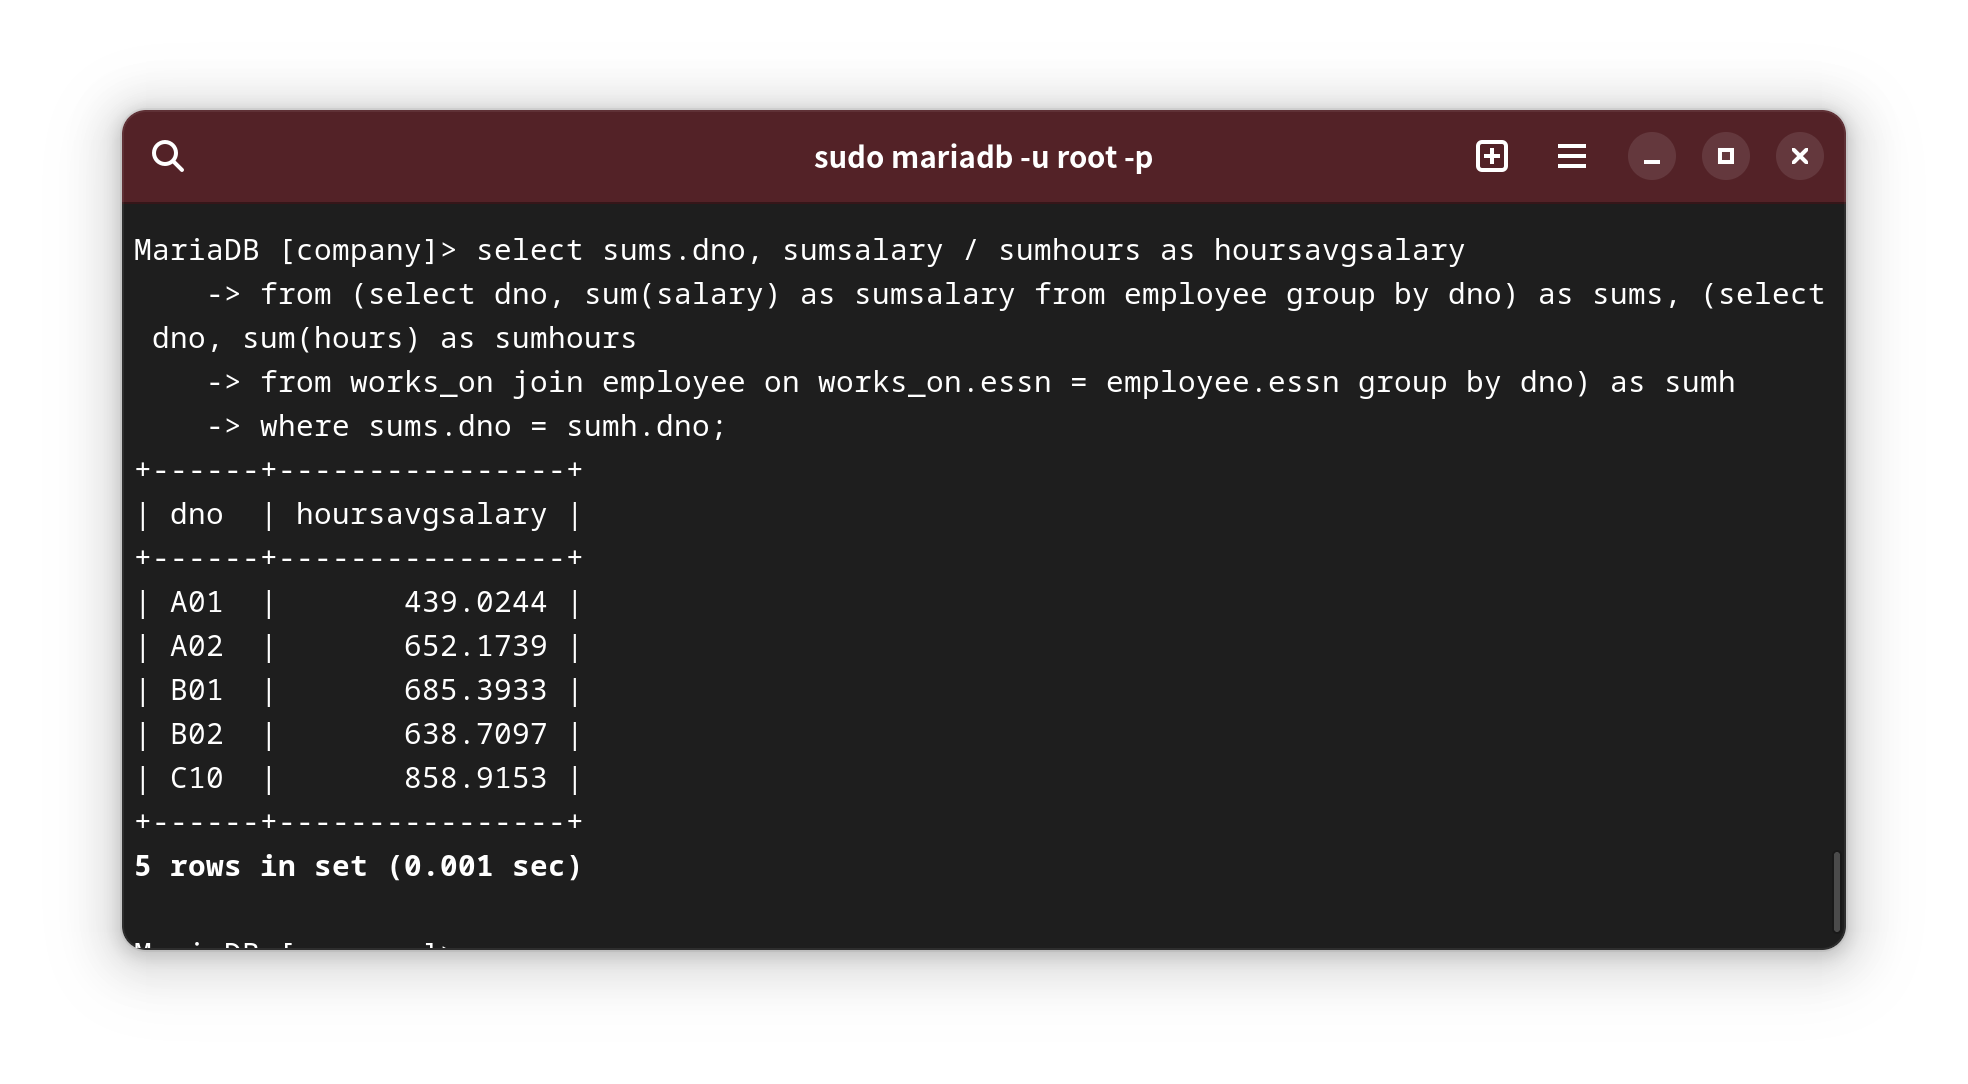 sudo mariadb -u root -p
MariaDB [company]> select sums.dno, sumsalary / sumhours as hoursavgsalary
    -> from (select dno, sum(salary) as sumsalary from employee group by dno) as sums, (select
 dno, sum(hours) as sumhours
    -> from works_on join employee on works_on.essn = employee.essn group by dno) as sumh
    -> where sums.dno = sumh.dno;
+------+----------------+
| dno  | hoursavgsalary |
+------+----------------+
| A01  |       439.0244 |
| A02  |       652.1739 |
| B01  |       685.3933 |
| B02  |       638.7097 |
| C10  |       858.9153 |
+------+----------------+
5 rows in set (0.001 sec)